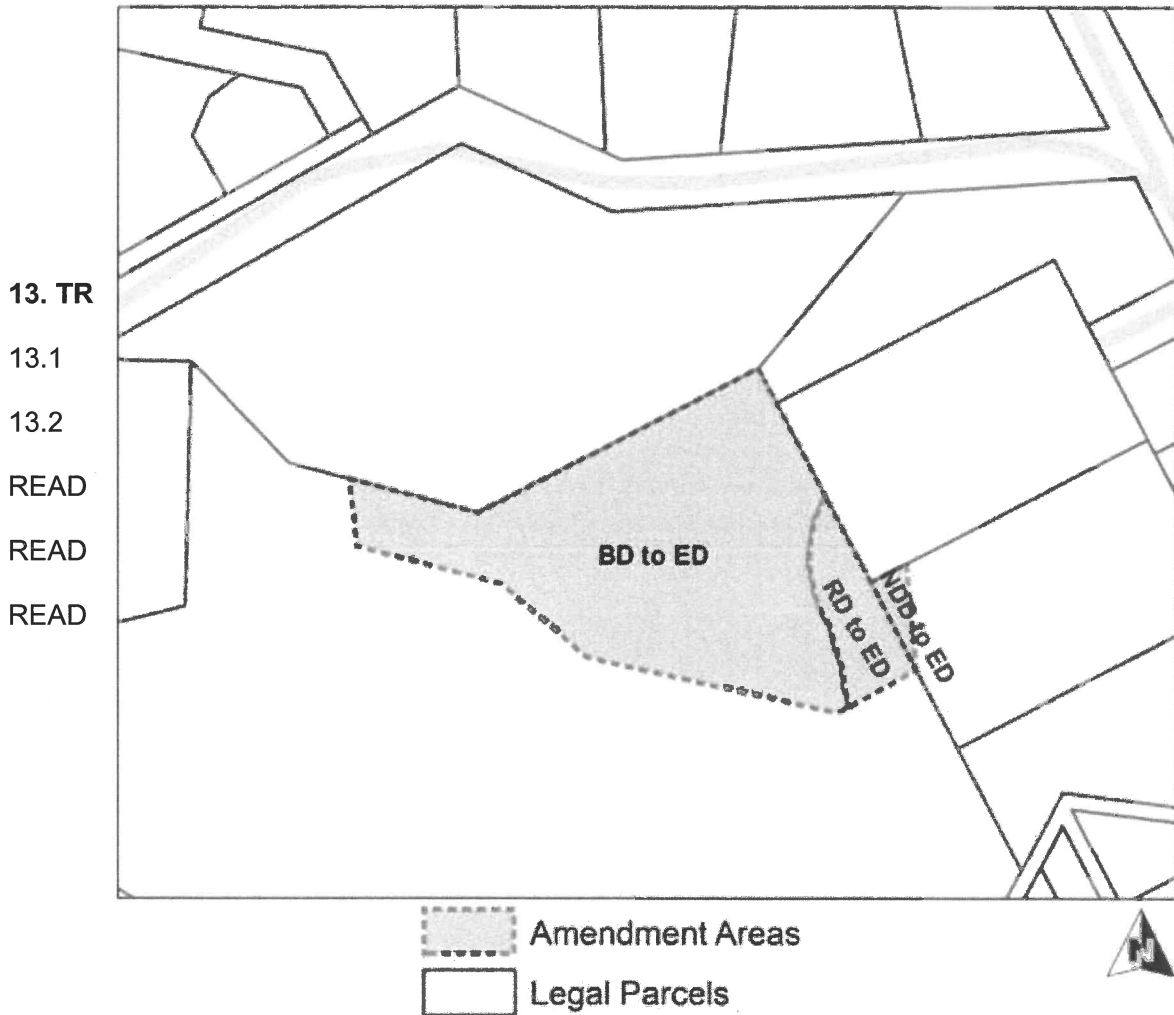 13. TR
13.1
13.2
READ
READ
READ
BD to ED
RD to ED
NDD to ED
N
Amendment Areas
Legal Parcels